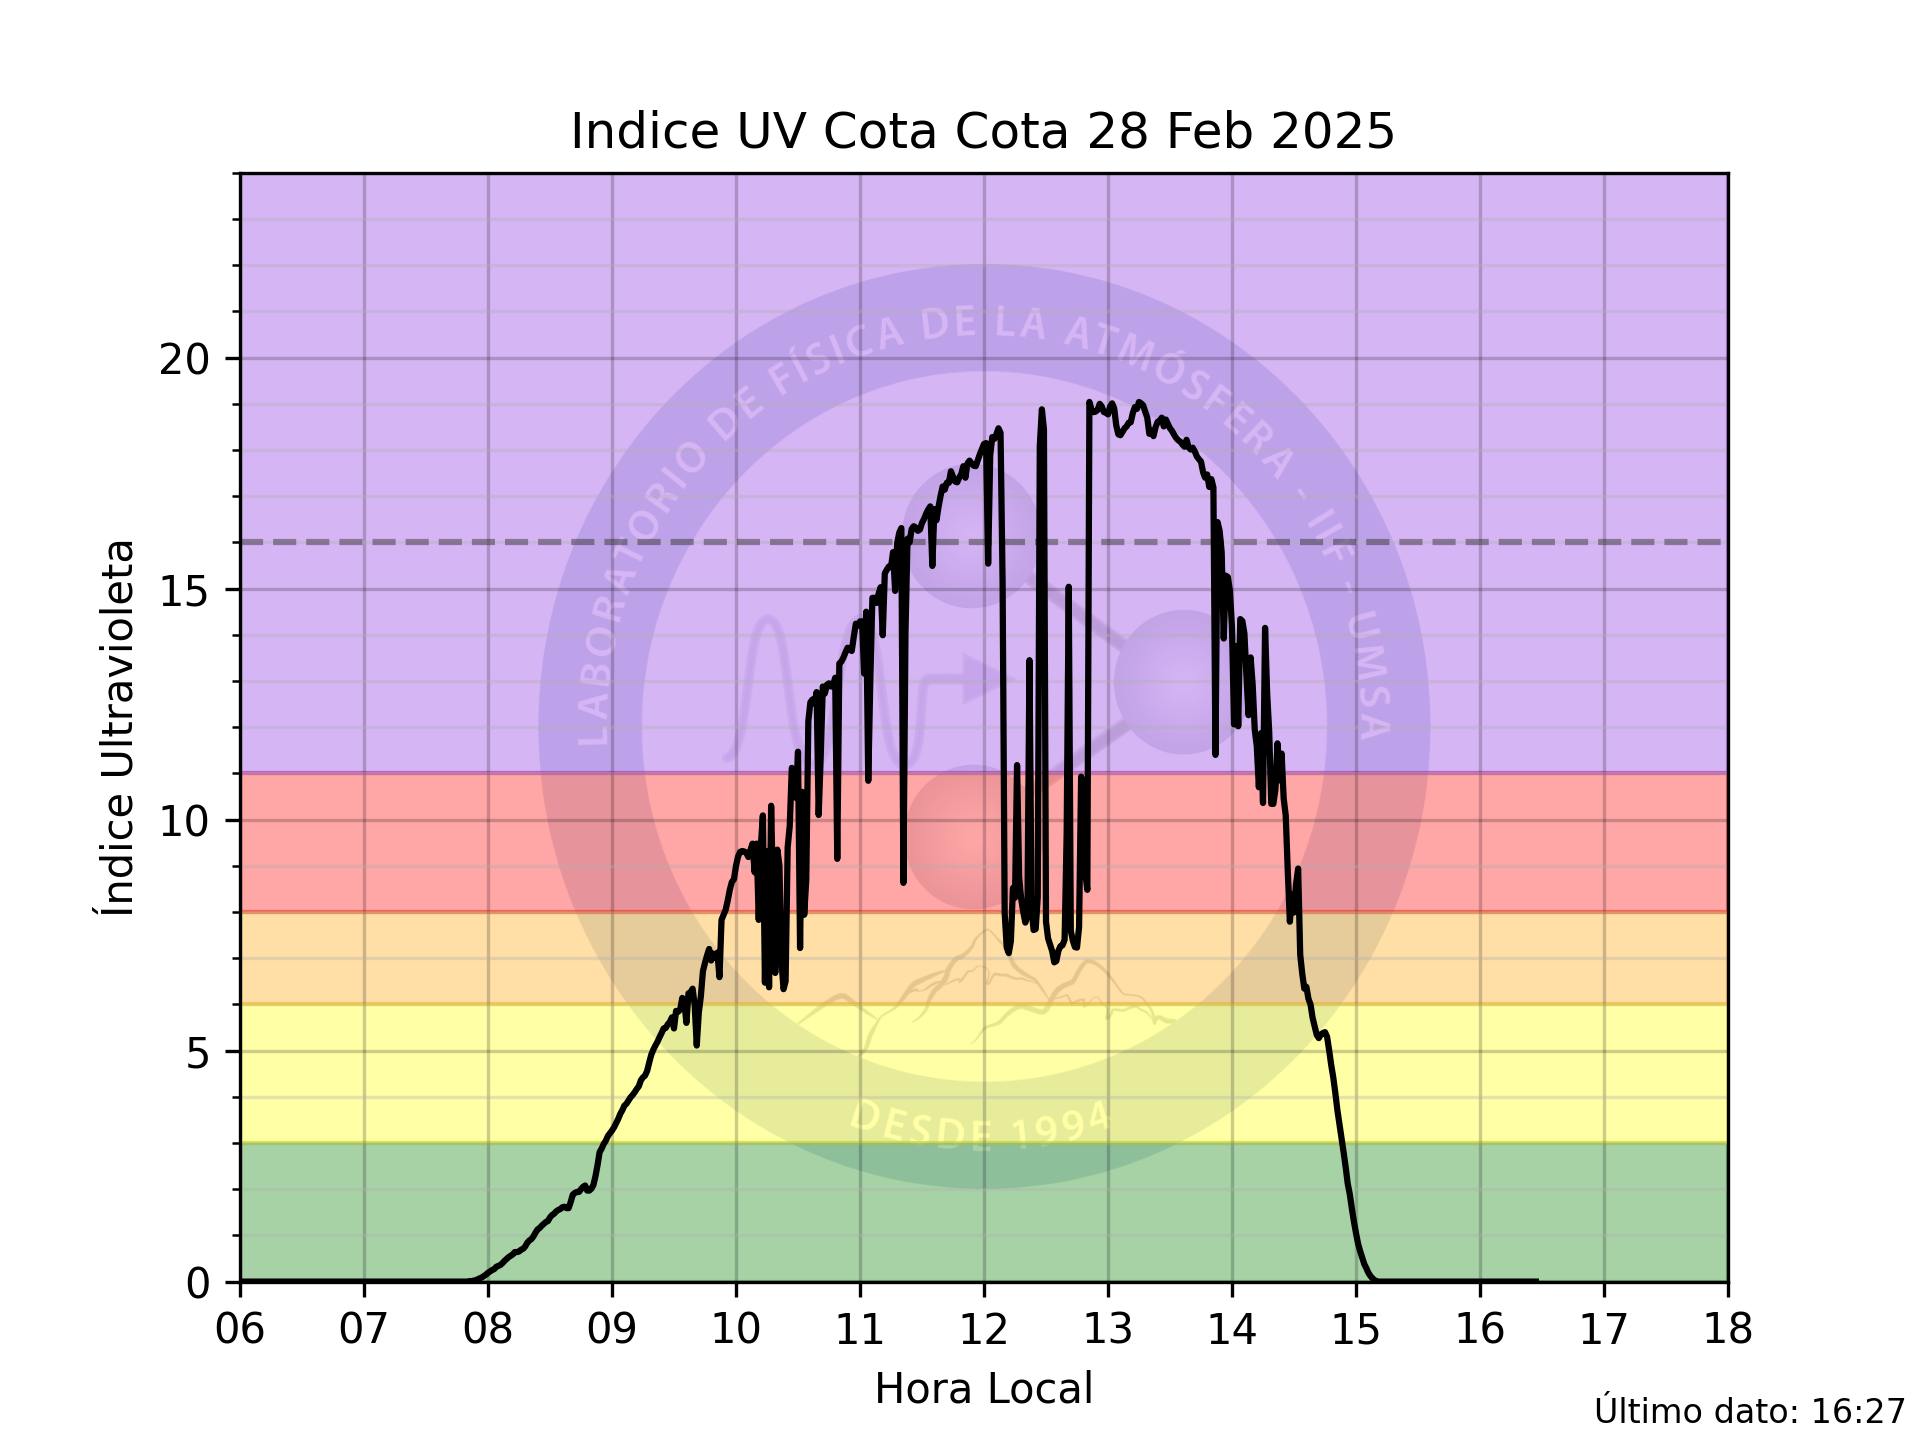 Indice UV Cota Cota 28 Feb 2025
LABORATORIO DE FÍSICA DE LA ATMÓSFERA - IIF - UMSA
DESDE 1994
Índice Ultravioleta
20
15
10
5
0
06 07 08 09 10 11 12 13 14 15 16 17 18
Hora Local
Último dato: 16:27